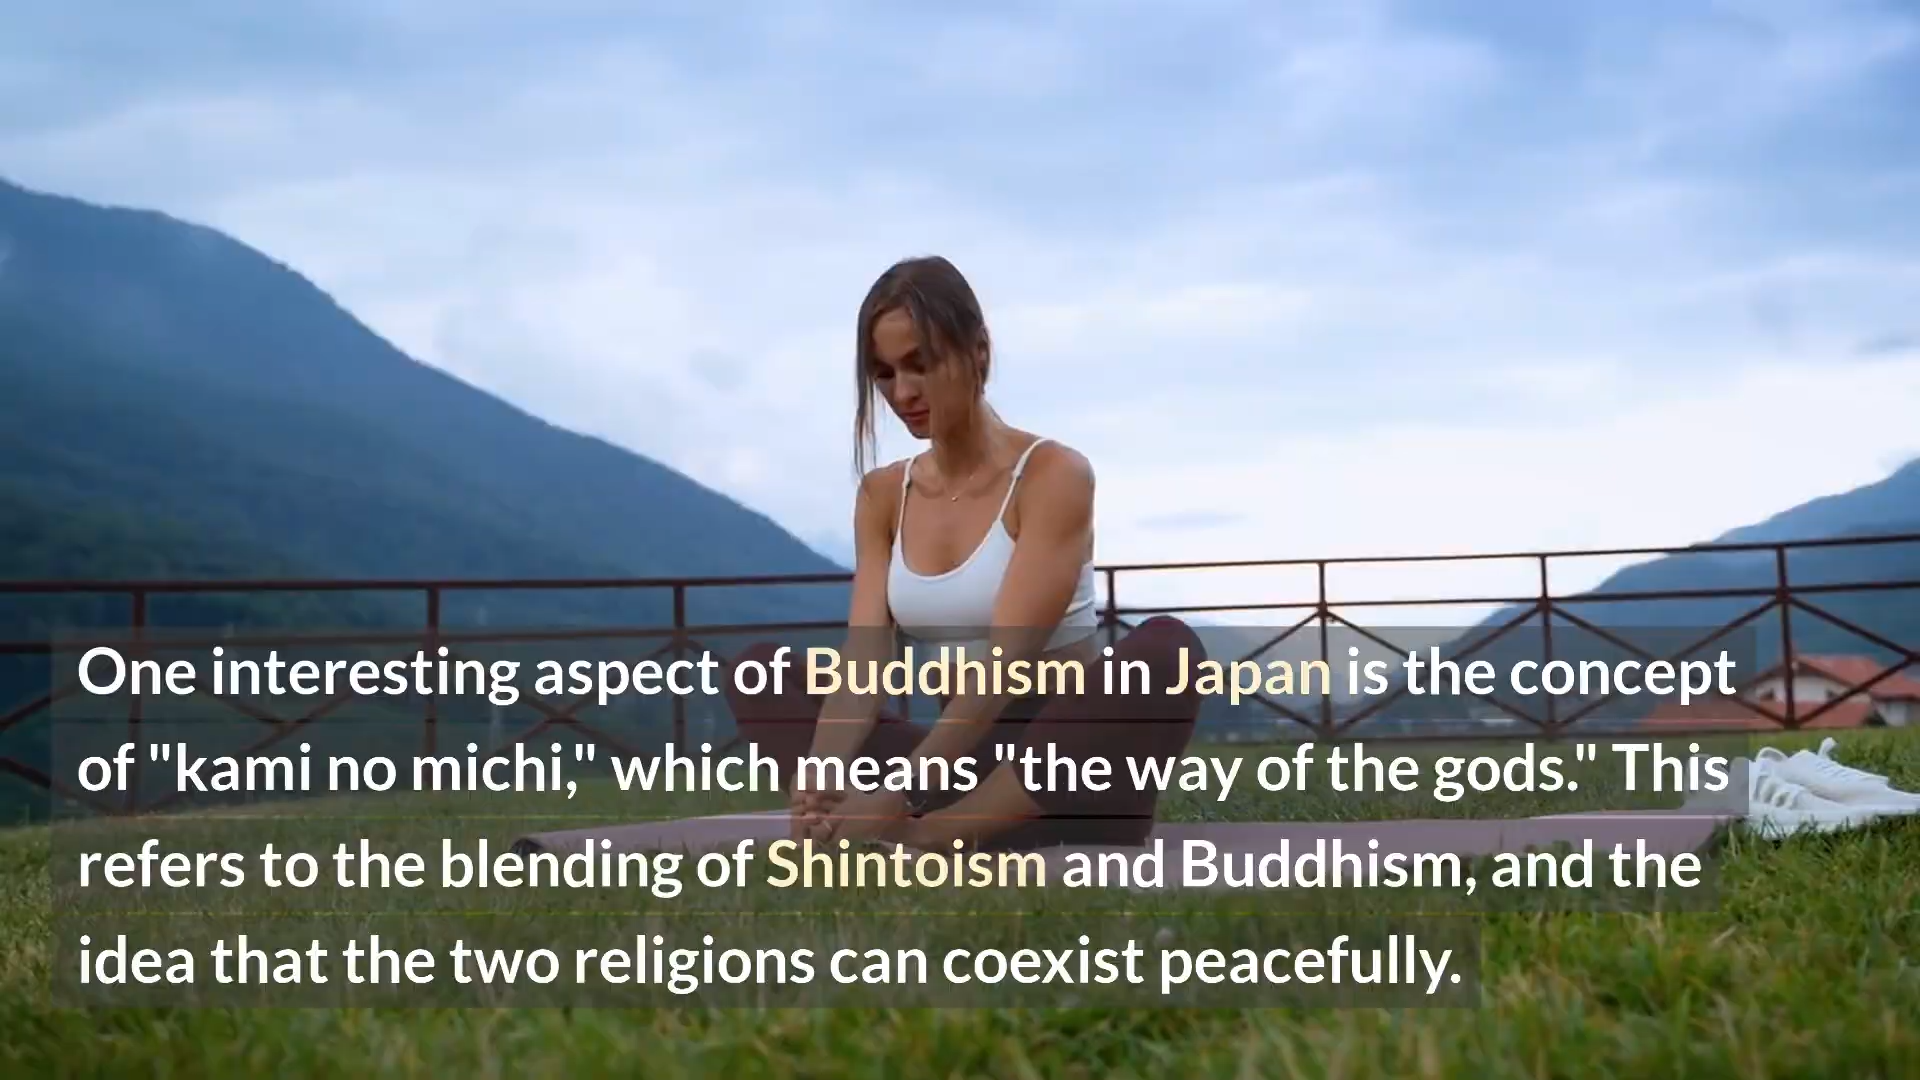 One interesting aspect of Buddhism in Japan is the concept
of "kami no michi," which means "the way of the gods." This
refers to the blending of Shintoism and Buddhism, and the
idea that the two religions can coexist peacefully.